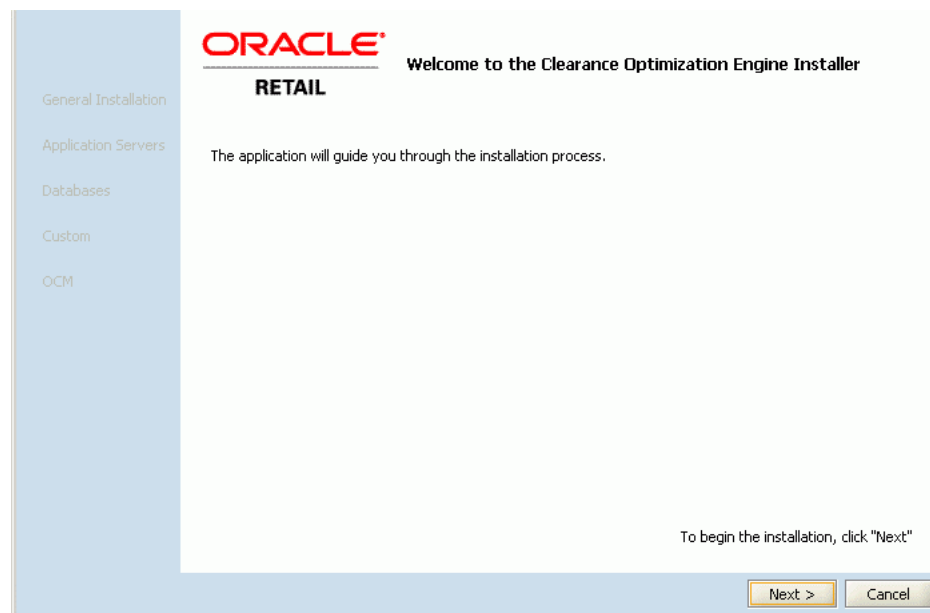 ORACLE
RETAIL
Welcome to the Clearance Optimization Engine Installer
General Installation
Application Servers
Databases
Custom
OCM
The application will guide you through the installation process.
To begin the installation, click "Next"
Next >
Cancel